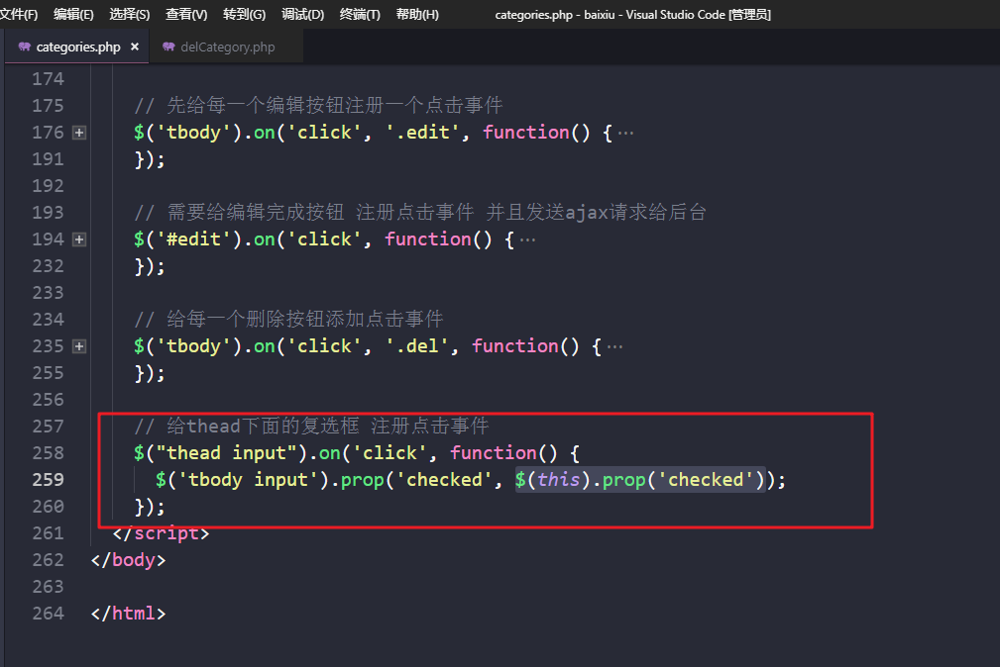 文件(F) 编辑(E) 选择(S) 查看(V) 转到(G) 调试(D) 终端(T) 帮助(H) categories.php - baixiu - Visual Studio Code [管理员]
categories.php × delCategory.php
174
175 // 先给每一个编辑按钮注册一个点击事件
176 $('tbody').on('click', '.edit', function() {···
191 });
192
193 // 需要给编辑完成按钮 注册点击事件 并且发送ajax请求给后台
194 $('#edit').on('click', function() {···
232 });
233
234 // 给每一个删除按钮添加点击事件
235 $('tbody').on('click', '.del', function() {···
255 });
256
257 // 给thead下面的复选框 注册点击事件
258 $("thead input").on('click', function() {
259 $('tbody input').prop('checked', $(this).prop('checked'));
260 });
261 </script>
262 </body>
263
264 </html>